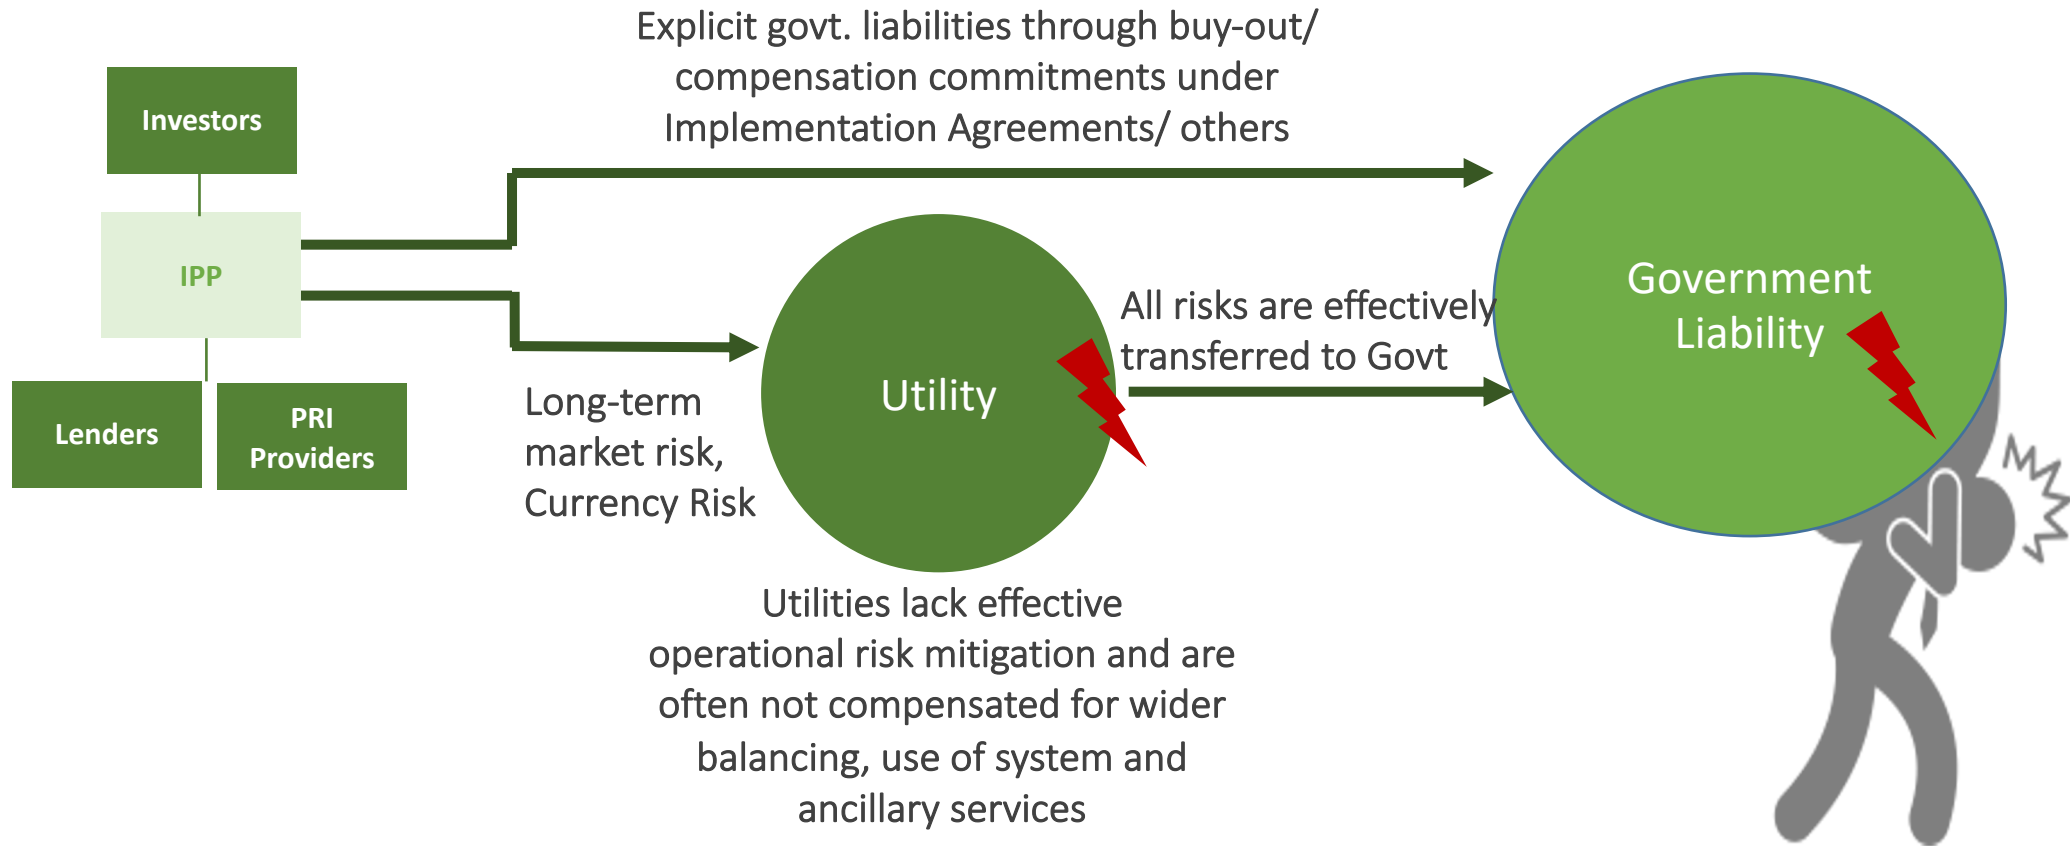 Explicit govt. liabilities through buy-out/
compensation commitments under
Implementation Agreements/ others
Investors
IPP
Lenders
PRI
Providers
Long-term
market risk,
Currency Risk
Utility
All risks are effectively
transferred to Govt
Government
Liability
Utilities lack effective
operational risk mitigation and are
often not compensated for wider
balancing, use of system and
ancillary services